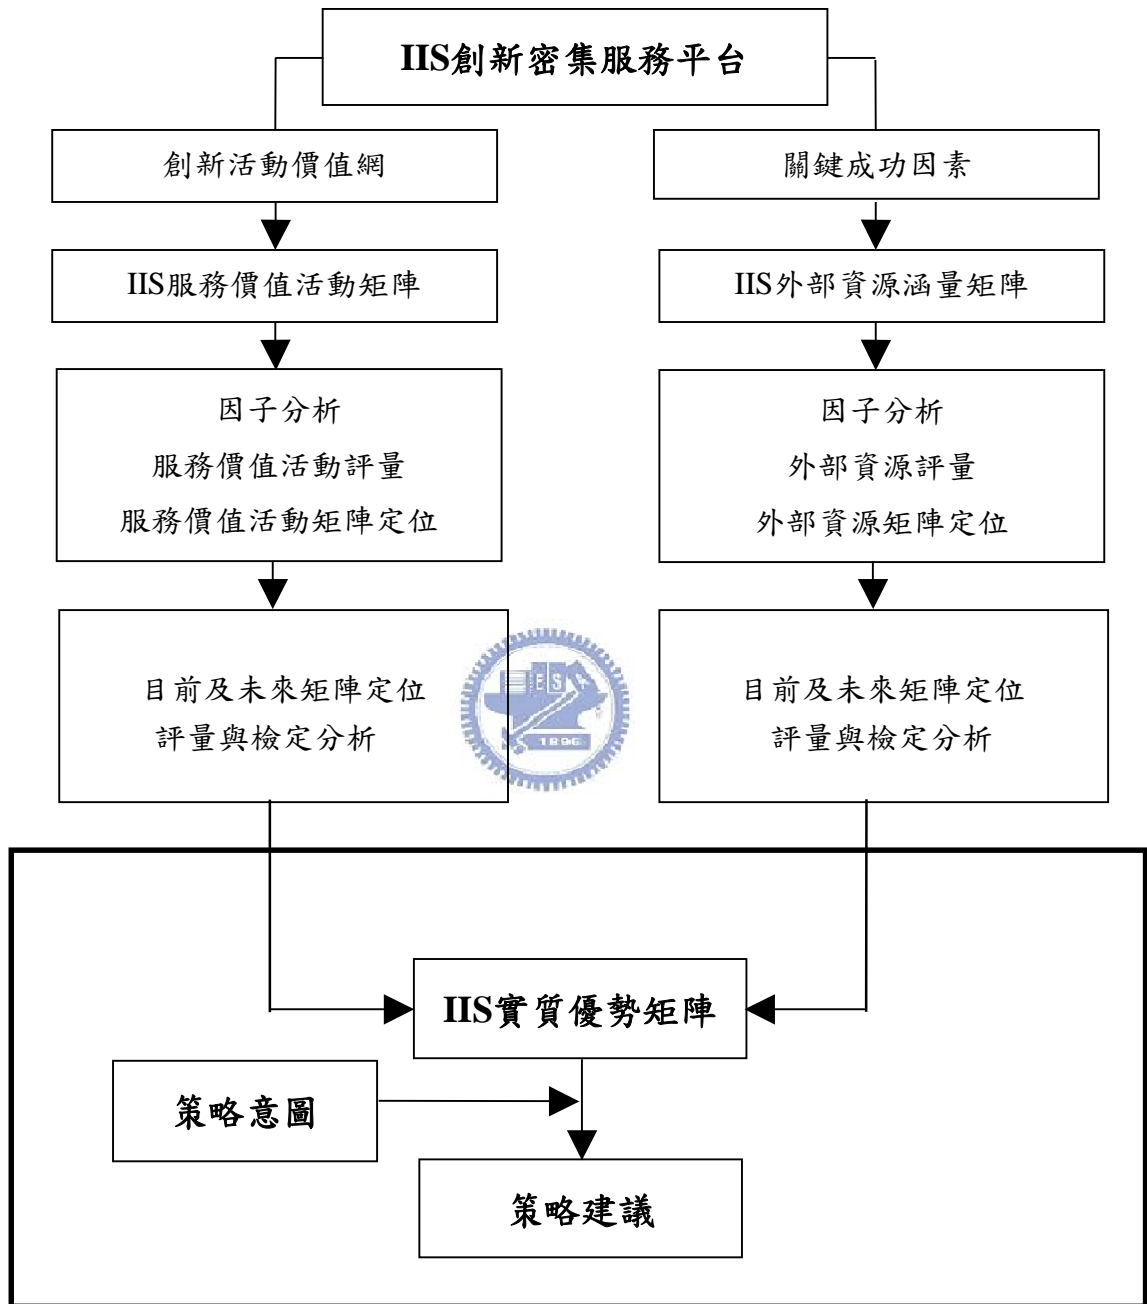 IIS創新密集服務平台
創新活動價值網
關鍵成功因素
IIS服務價值活動矩陣
IIS外部資源涵量矩陣
因子分析
服務價值活動評量
服務價值活動矩陣定位
因子分析
外部資源評量
外部資源矩陣定位
目前及未來矩陣定位
評量與檢定分析
目前及未來矩陣定位
評量與檢定分析
E S
1896
IIS實質優勢矩陣
策略意圖
策略建議